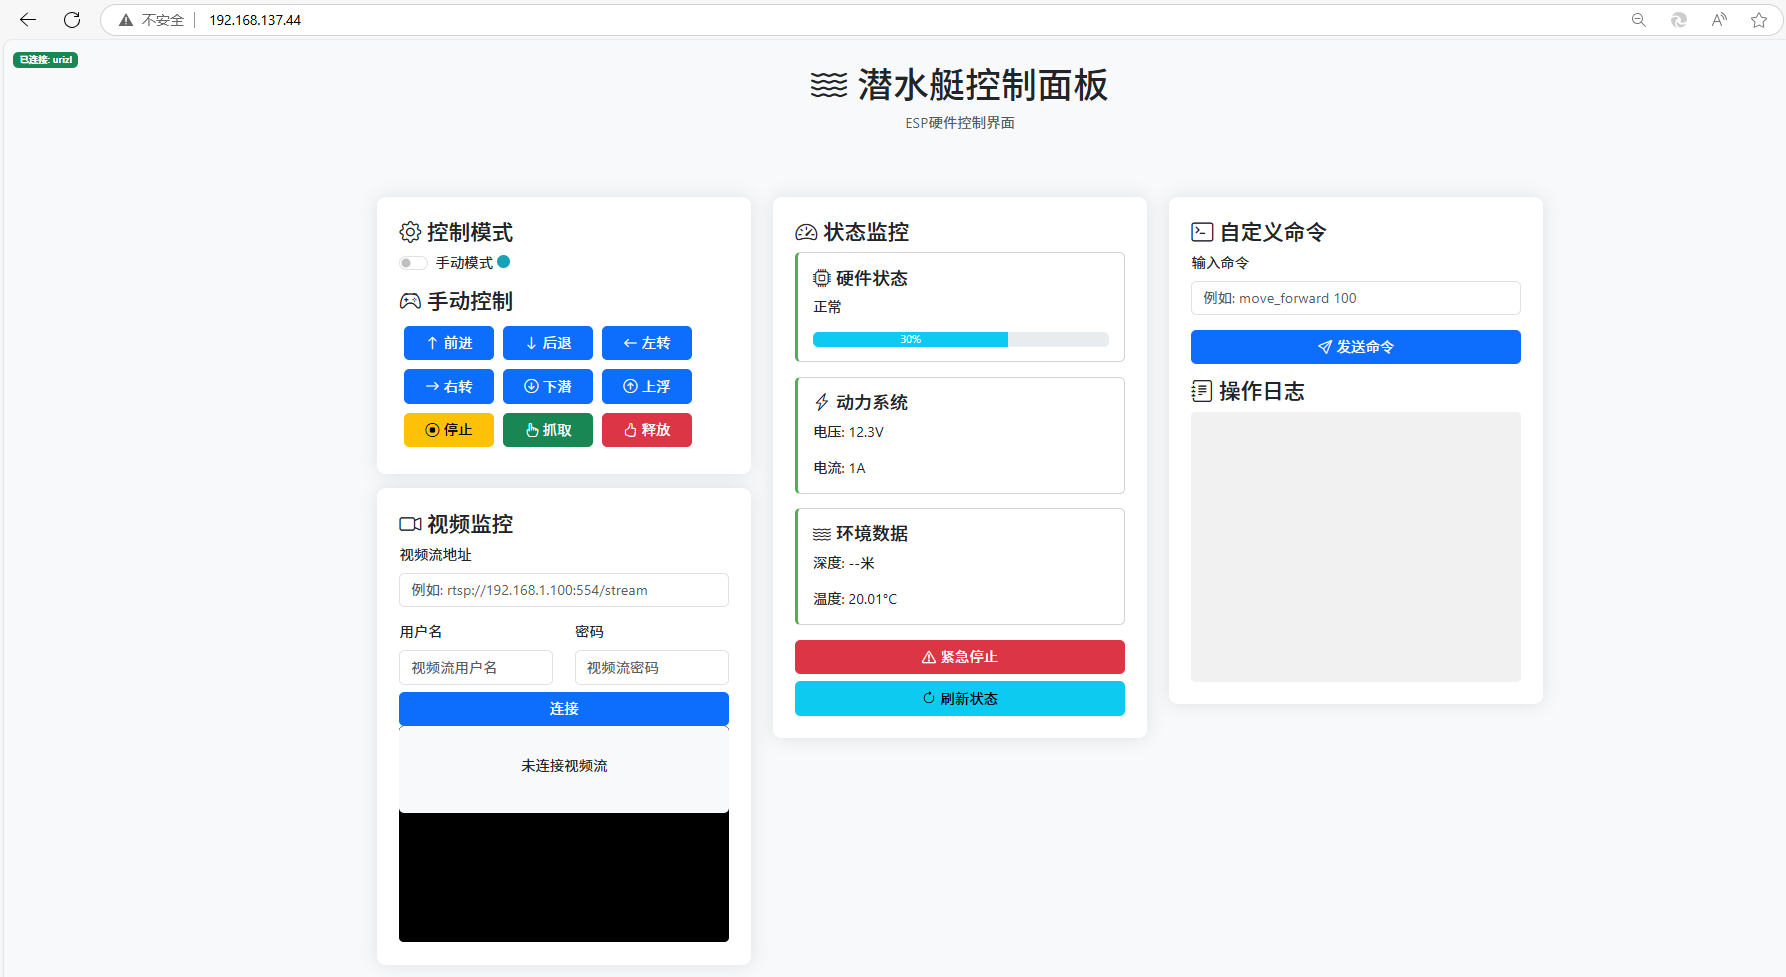 不安全 192.168.137.44
已连接: urizl
潜水艇控制面板
ESP硬件控制界面
控制模式
手动模式
手动控制
前进 后退 左转
右转 下潜 上浮
停止 抓取 释放
视频监控
视频流地址
例如: rtsp://192.168.1.100:554/stream
用户名 密码
视频流用户名 视频流密码
连接
未连接视频流
状态监控
硬件状态
正常
30%
动力系统
电压: 12.3V
电流: 1A
环境数据
深度: --米
温度: 20.01°C
紧急停止
刷新状态
自定义命令
输入命令
例如: move_forward 100
发送命令
操作日志